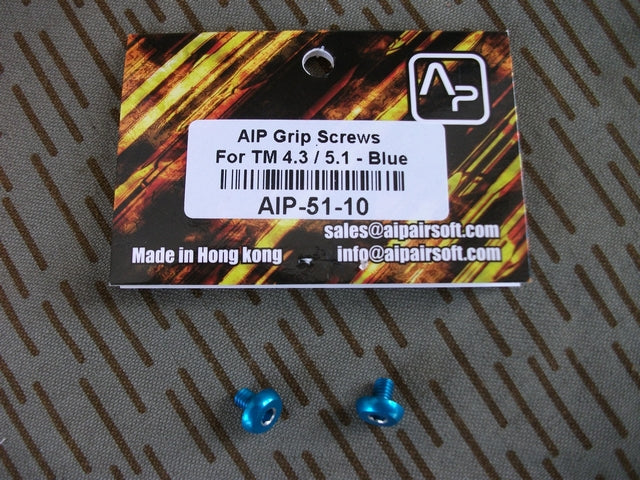 AP
AIP Grip Screws
For TM 4.3 / 5.1 - Blue
AIP-51-10
sales@aipairsoft.com
Made in Hong kong
info@aipairsoft.com